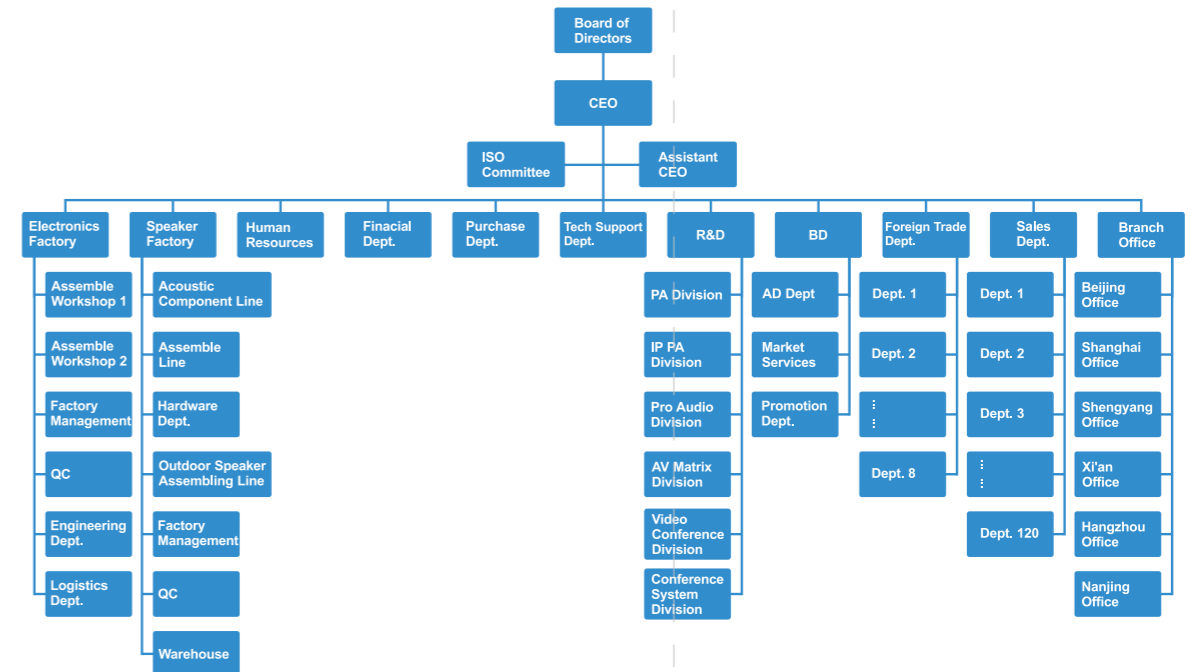 Board of
Directors
CEO
ISO
Committee
Assistant
CEO
Electronics
Factory
Speaker
Factory
Human
Resources
Finacial
Dept.
Purchase
Dept.
Tech Support
Dept.
R&D
BD
Foreign Trade
Dept.
Sales
Dept.
Branch
Office
Assemble
Workshop 1
Assemble
Workshop 2
Factory
Management
QC
Engineering
Dept.
Logistics
Dept.
Acoustic
Component Line
Assemble
Line
Hardware
Dept.
Outdoor Speaker
Assembling Line
Factory
Management
QC
Warehouse
PA Division
IP PA
Division
Pro Audio
Division
AV Matrix
Division
Video
Conference
Division
Conference
System
Division
AD Dept
Market
Services
Promotion
Dept.
Dept. 1
Dept. 2
⋮
⋮
Dept. 8
Dept. 1
Dept. 2
Dept. 3
⋮
⋮
Dept. 120
Beijing
Office
Shanghai
Office
Shengyang
Office
Xi'an
Office
Hangzhou
Office
Nanjing
Office